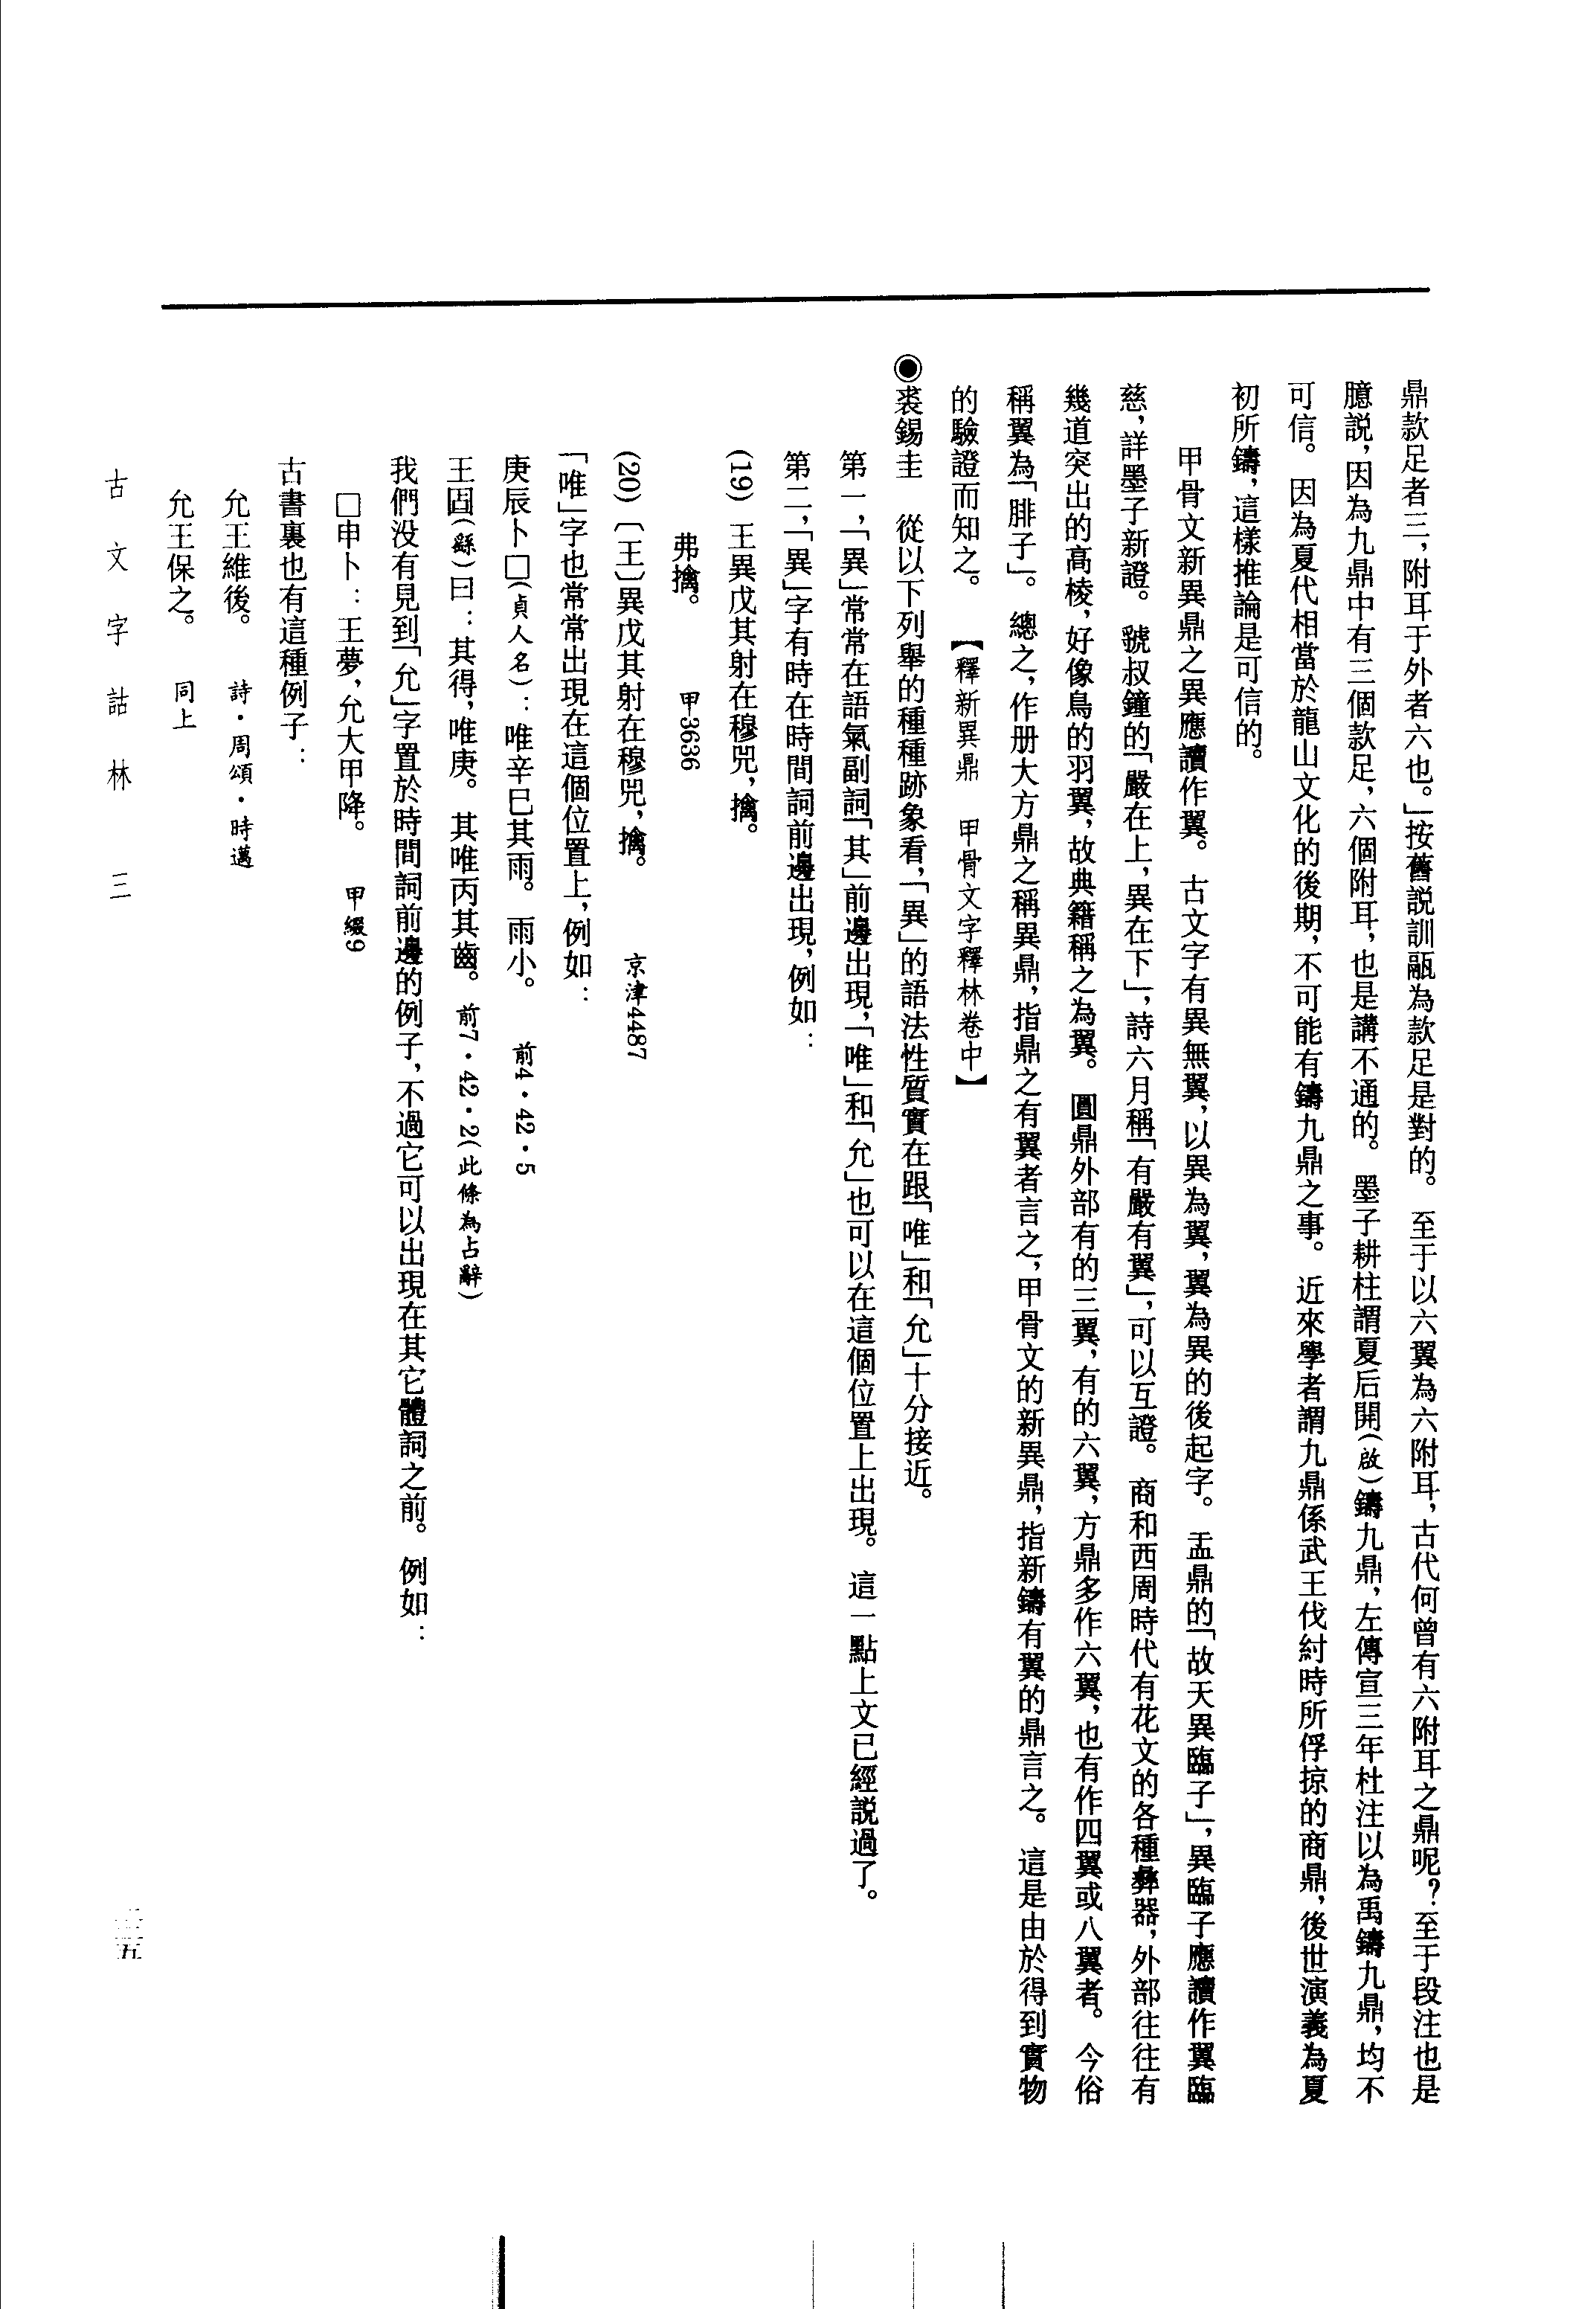 鼎款足者三，附耳于外者六也。」按舊説訓䰙為款足是對的。至于以六翼為六附耳，古代何曾有六附耳之鼎呢？至于段注也是
臆説，因為九鼎中有三個款足，六個附耳，也是講不通的。墨子耕柱謂夏后開（啟）鑄九鼎，左傳宣三年杜注以為禹鑄九鼎，均不
可信。因為夏代相當於龍山文化的後期，不可能有鑄九鼎之事。近來學者謂九鼎係武王伐紂時所俘掠的商鼎，後世演義為夏
初所鑄，這樣推論是可信的。
甲骨文新異鼎之異應讀作翼。古文字有異無翼，以異為翼，翼為異的後起字。盂鼎的「故天異臨子」，異臨子應讀作翼臨
慈，詳墨子新證。虢叔鐘的「嚴在上，異在下」，詩六月稱「有嚴有翼」，可以互證。商和西周時代有花文的各種彝器，外部往往有
幾道突出的高棱，好像鳥的羽翼，故典籍稱之為翼。圓鼎外部有的三翼，有的六翼，方鼎多作六翼，也有作四翼或八翼者。今俗
稱翼為「腓子」。總之，作册大方鼎之稱異鼎，指鼎之有翼者言之，甲骨文的新異鼎，指新鑄有翼的鼎言之。這是由於得到實物
的驗證而知之。【釋新異鼎　甲骨文字釋林卷中】
◉裘錫圭　從以下列舉的種種跡象看，「異」的語法性質實在跟「唯」和「允」十分接近。
第一，「異」常常在語氣副詞「其」前邊出現，「唯」和「允」也可以在這個位置上出現。這一點上文已經説過了。
第二，「異」字有時在時間詞前邊出現，例如：
(19) 王異戊其射在穆兕，擒。
弗擒。　甲3636
(20)〔王〕異戊其射在穆兕，擒。　京津4487
「唯」字也常常出現在這個位置上，例如：
庚辰卜□（貞人名）：唯辛巳其雨。雨小。　前4·42·5
王固（繇）曰：其得，唯庚。其唯丙其齒。前7·42·2（此條為占辭）
我們没有見到「允」字置於時間詞前邊的例子，不過它可以出現在其它體詞之前。例如：
□申卜：王夢，允大甲降。　甲綴9
古書裏也有這種例子：
允王維後。　詩·周頌·時邁
允王保之。　同上
古文字詁林　三